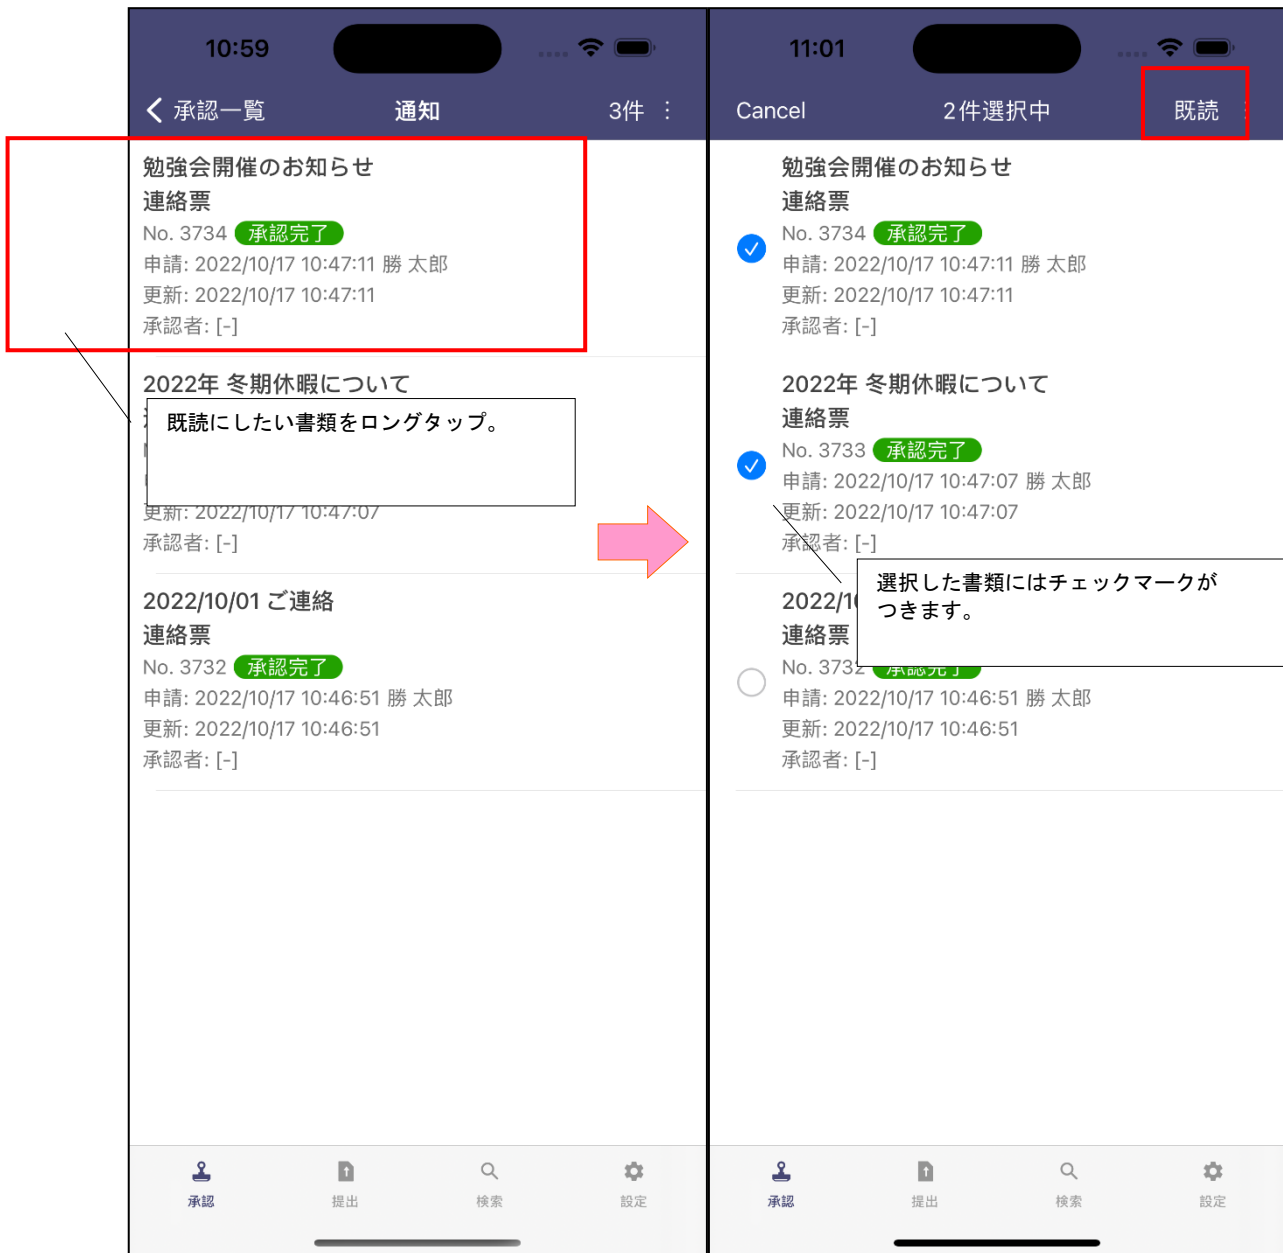 10:59
承認一覧
通知
3件
勉強会開催のお知らせ
連絡票
No. 3734 承認完了
申請: 2022/10/17 10:47:11 勝 太郎
更新: 2022/10/17 10:47:11
承認者: [-]
2022年 冬期休暇について
既読にしたい書類をロングタップ。
更新: 2022/10/17 10:47:07
承認者: [-]
2022/10/01 ご連絡
連絡票
No. 3732 承認完了
申請: 2022/10/17 10:46:51 勝 太郎
更新: 2022/10/17 10:46:51
承認者: [-]
承認
提出
検索
設定
11:01
Cancel
2件選択中
既読
勉強会開催のお知らせ
連絡票
No. 3734 承認完了
申請: 2022/10/17 10:47:11 勝 太郎
更新: 2022/10/17 10:47:11
承認者: [-]
2022年 冬期休暇について
連絡票
No. 3733 承認完了
申請: 2022/10/17 10:47:07 勝 太郎
更新: 2022/10/17 10:47:07
承認者: [-]
選択した書類にはチェックマークが
つきます。
2022/1
連絡票
No. 3732 承認完了
申請: 2022/10/17 10:46:51 勝 太郎
更新: 2022/10/17 10:46:51
承認者: [-]
承認
提出
検索
設定